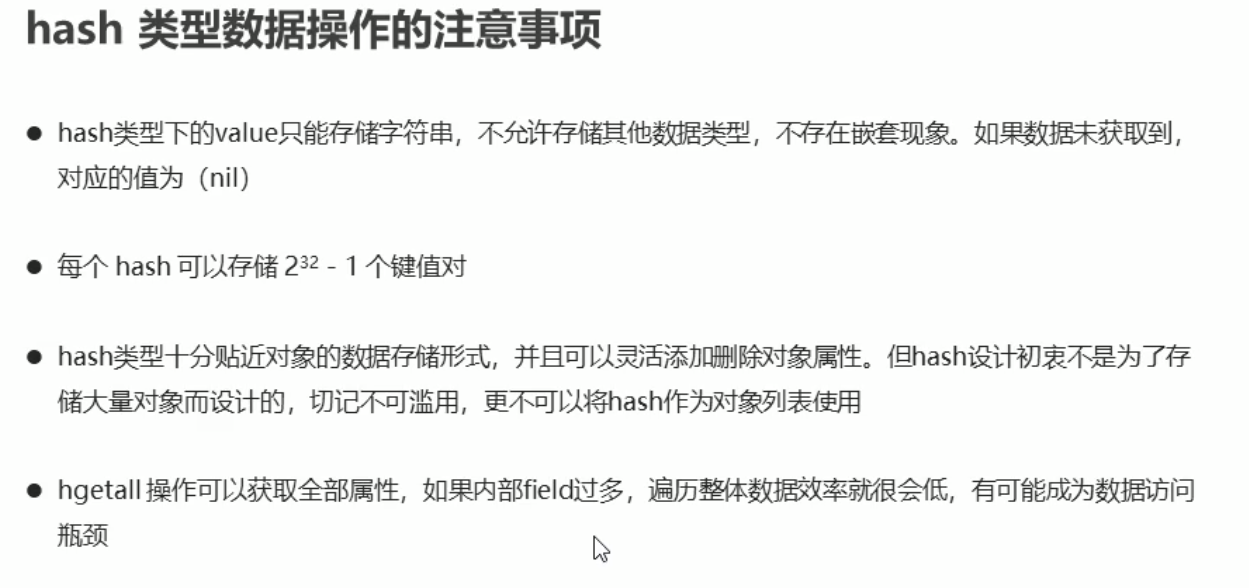 hash 类型数据操作的注意事项
● hash类型下的value只能存储字符串，不允许存储其他数据类型，不存在嵌套现象。如果数据未获取到，
对应的值为（nil）
● 每个 hash 可以存储 2³² - 1 个键值对
● hash类型十分贴近对象的数据存储形式，并且可以灵活添加删除对象属性。但hash设计初衷不是为了存
储大量对象而设计的，切记不可滥用，更不可以将hash作为对象列表使用
● hgetall 操作可以获取全部属性，如果内部field过多，遍历整体数据效率就很会低，有可能成为数据访问
瓶颈